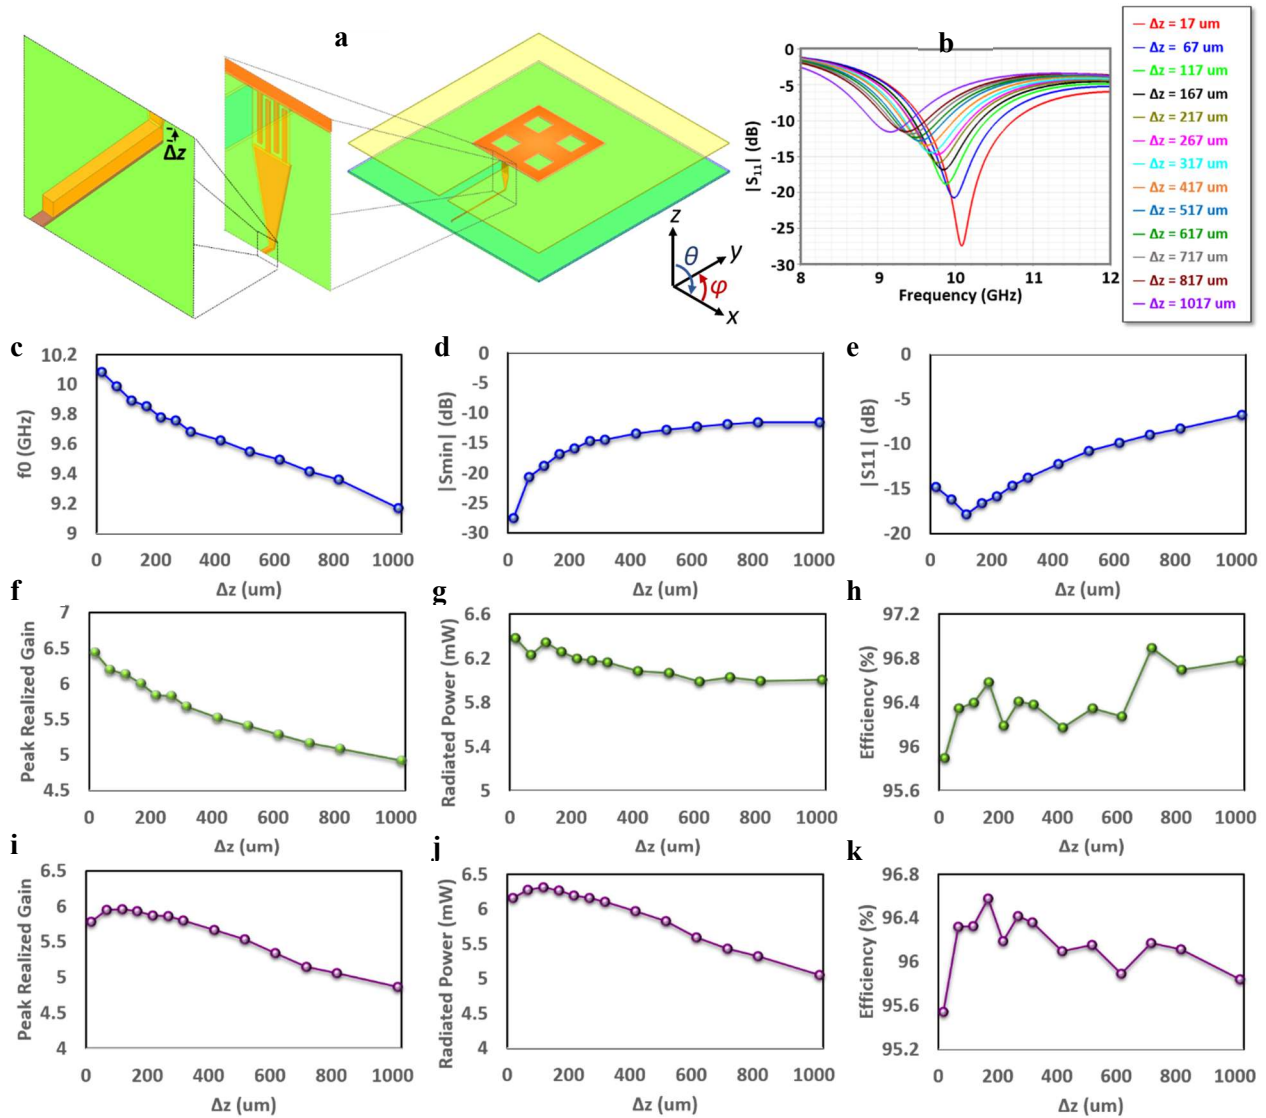 a
Δz
z
y
x
θ
φ
b
0
-5
-10
-15
-20
-25
-30
|S11| (dB)
8
9
10
11
12
Frequency (GHz)
Δz = 17 um
Δz = 67 um
Δz = 117 um
Δz = 167 um
Δz = 217 um
Δz = 267 um
Δz = 317 um
Δz = 417 um
Δz = 517 um
Δz = 617 um
Δz = 717 um
Δz = 817 um
Δz = 1017 um
c
10.2
10
9.8
9.6
9.4
9.2
9
f0 (GHz)
0 200 400 600 800 1000
Δz (um)
d
0
-5
-10
-15
-20
-25
-30
|Smin| (dB)
0 200 400 600 800 1000
Δz (um)
e
0
-5
-10
-15
-20
|S11| (dB)
0 200 400 600 800 1000
Δz (um)
f
7
6.5
6
5.5
5
4.5
Peak Realized Gain
0 200 400 600 800 1000
Δz (um)
g
6.6
6.2
5.8
5.4
5
Radiated Power (mW)
0 200 400 600 800 1000
Δz (um)
h
97.2
96.8
96.4
96
95.6
Efficiency (%)
0 200 400 600 800 1000
Δz (um)
i
6.5
6
5.5
5
4.5
4
Peak Realized Gain
0 200 400 600 800 1000
Δz (um)
j
6.5
6
5.5
5
4.5
4
Radiated Power (mW)
0 200 400 600 800 1000
Δz (um)
k
96.8
96.4
96
95.6
95.2
Efficiency (%)
0 200 400 600 800 1000
Δz (um)